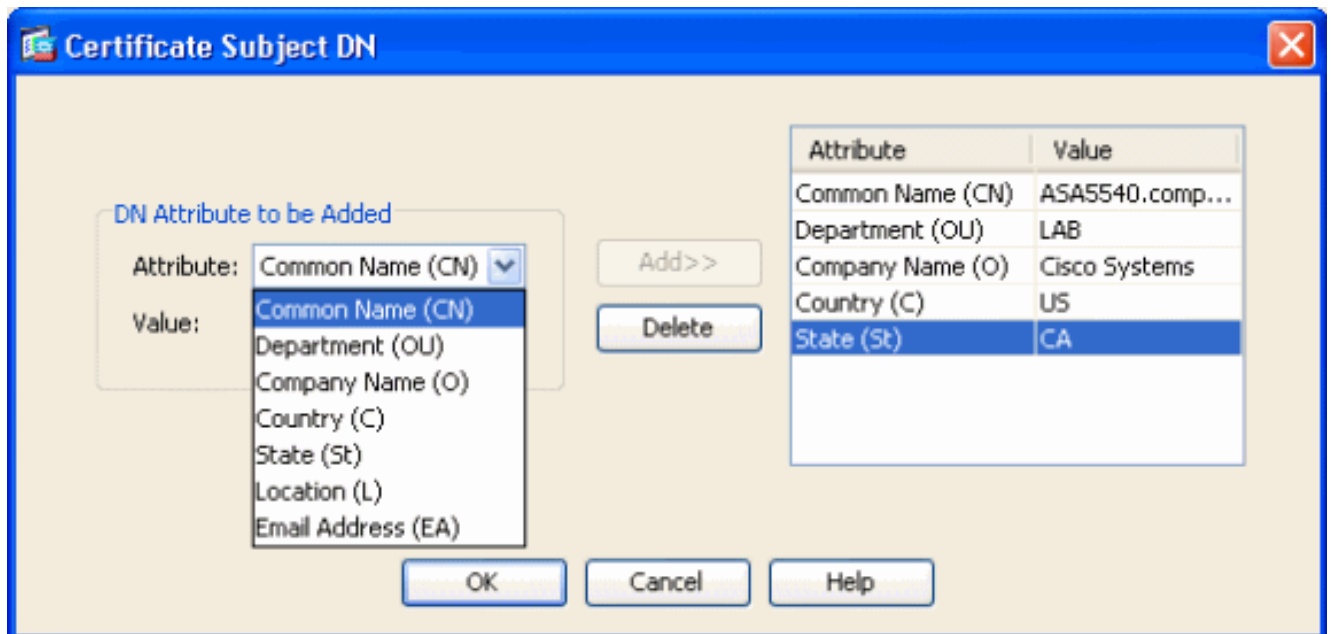 Certificate Subject DN
DN Attribute to be Added
Attribute: Common Name (CN)
Common Name (CN)
Department (OU)
Company Name (O)
Country (C)
State (St)
Location (L)
Email Address (EA)
Value:
Add>>
Delete
Attribute Value
Common Name (CN) ASA5540.comp...
Department (OU) LAB
Company Name (O) Cisco Systems
Country (C) US
State (St) CA
OK Cancel Help